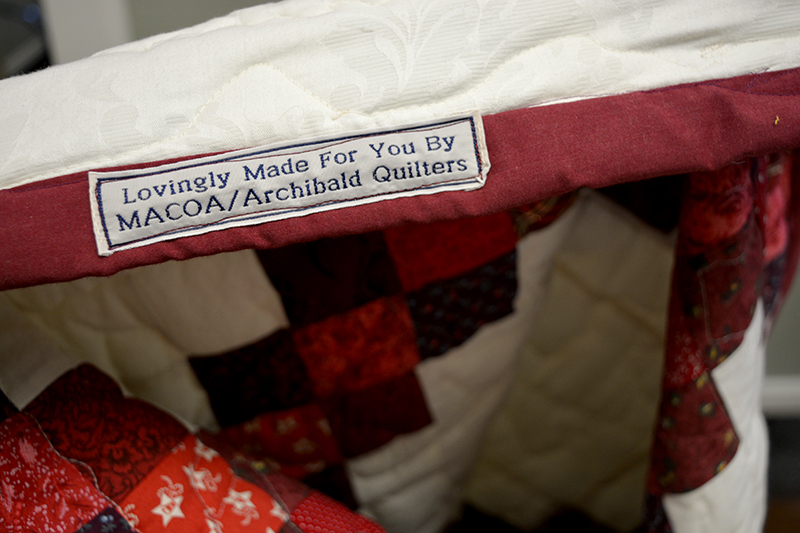 Lovingly Made For You By
MACOA/Archibald Quilters